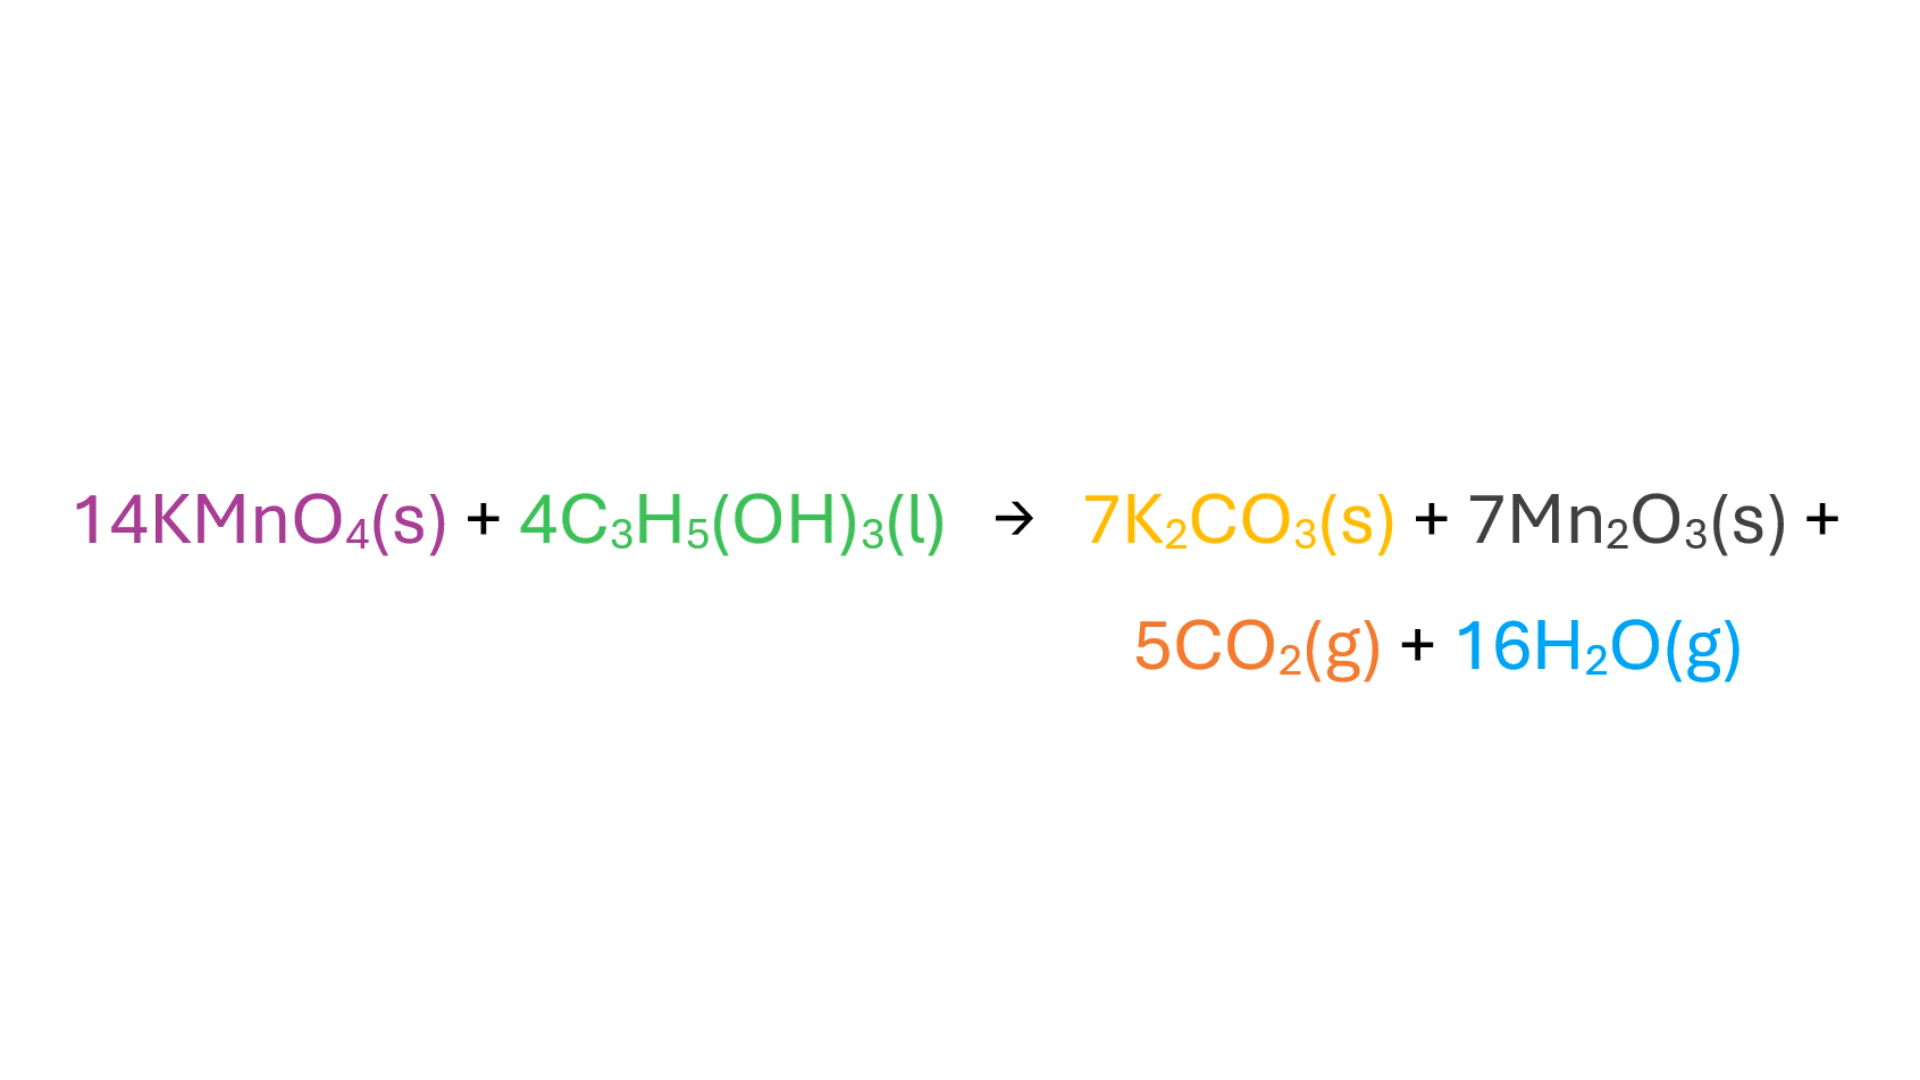 14KMnO₄(s) + 4C₃H₅(OH)₃(l) → 7K₂CO₃(s) + 7Mn₂O₃(s) +
5CO₂(g) + 16H₂O(g)